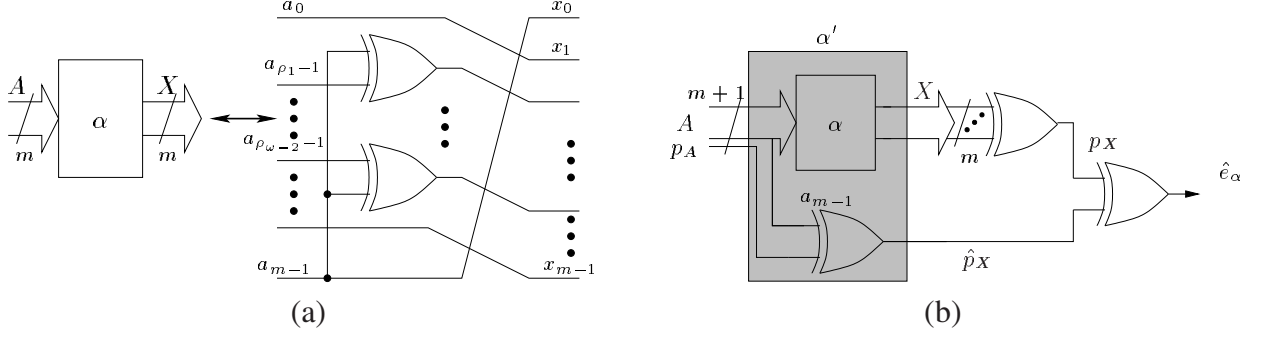 A
m
α
X
m
a_0
a_{ρ_1-1}
a_{ρ_{ω-2}-1}
a_{m-1}
x_0
x_1
x_{m-1}
(a)
α′
m + 1
A
p_A
α
X
m
a_{m-1}
p_X
p̂_X
ê_α
(b)